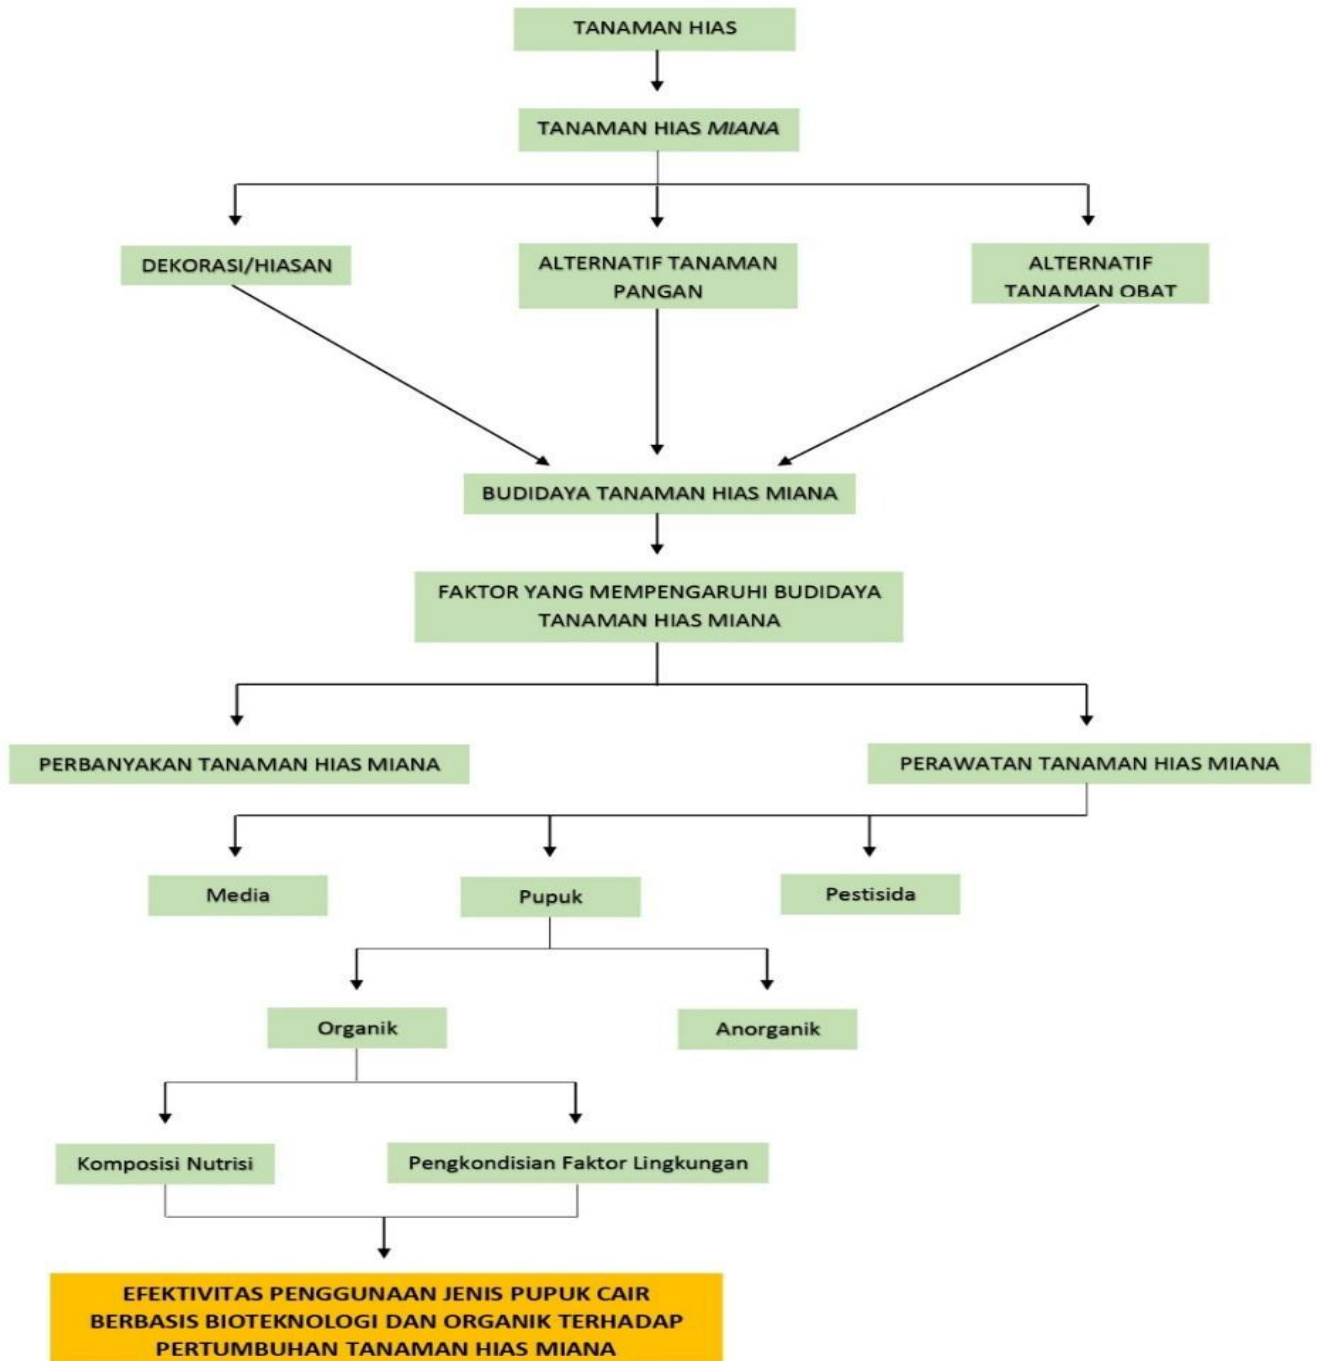 TANAMAN HIAS
TANAMAN HIAS MIANA
DEKORASI/HIASAN
ALTERNATIF TANAMAN
PANGAN
ALTERNATIF
TANAMAN OBAT
BUDIDAYA TANAMAN HIAS MIANA
FAKTOR YANG MEMPENGARUHI BUDIDAYA
TANAMAN HIAS MIANA
PERBANYAKAN TANAMAN HIAS MIANA
PERAWATAN TANAMAN HIAS MIANA
Media
Pupuk
Pestisida
Organik
Anorganik
Komposisi Nutrisi
Pengkondisian Faktor Lingkungan
EFEKTIVITAS PENGGUNAAN JENIS PUPUK CAIR
BERBASIS BIOTEKNOLOGI DAN ORGANIK TERHADAP
PERTUMBUHAN TANAMAN HIAS MIANA